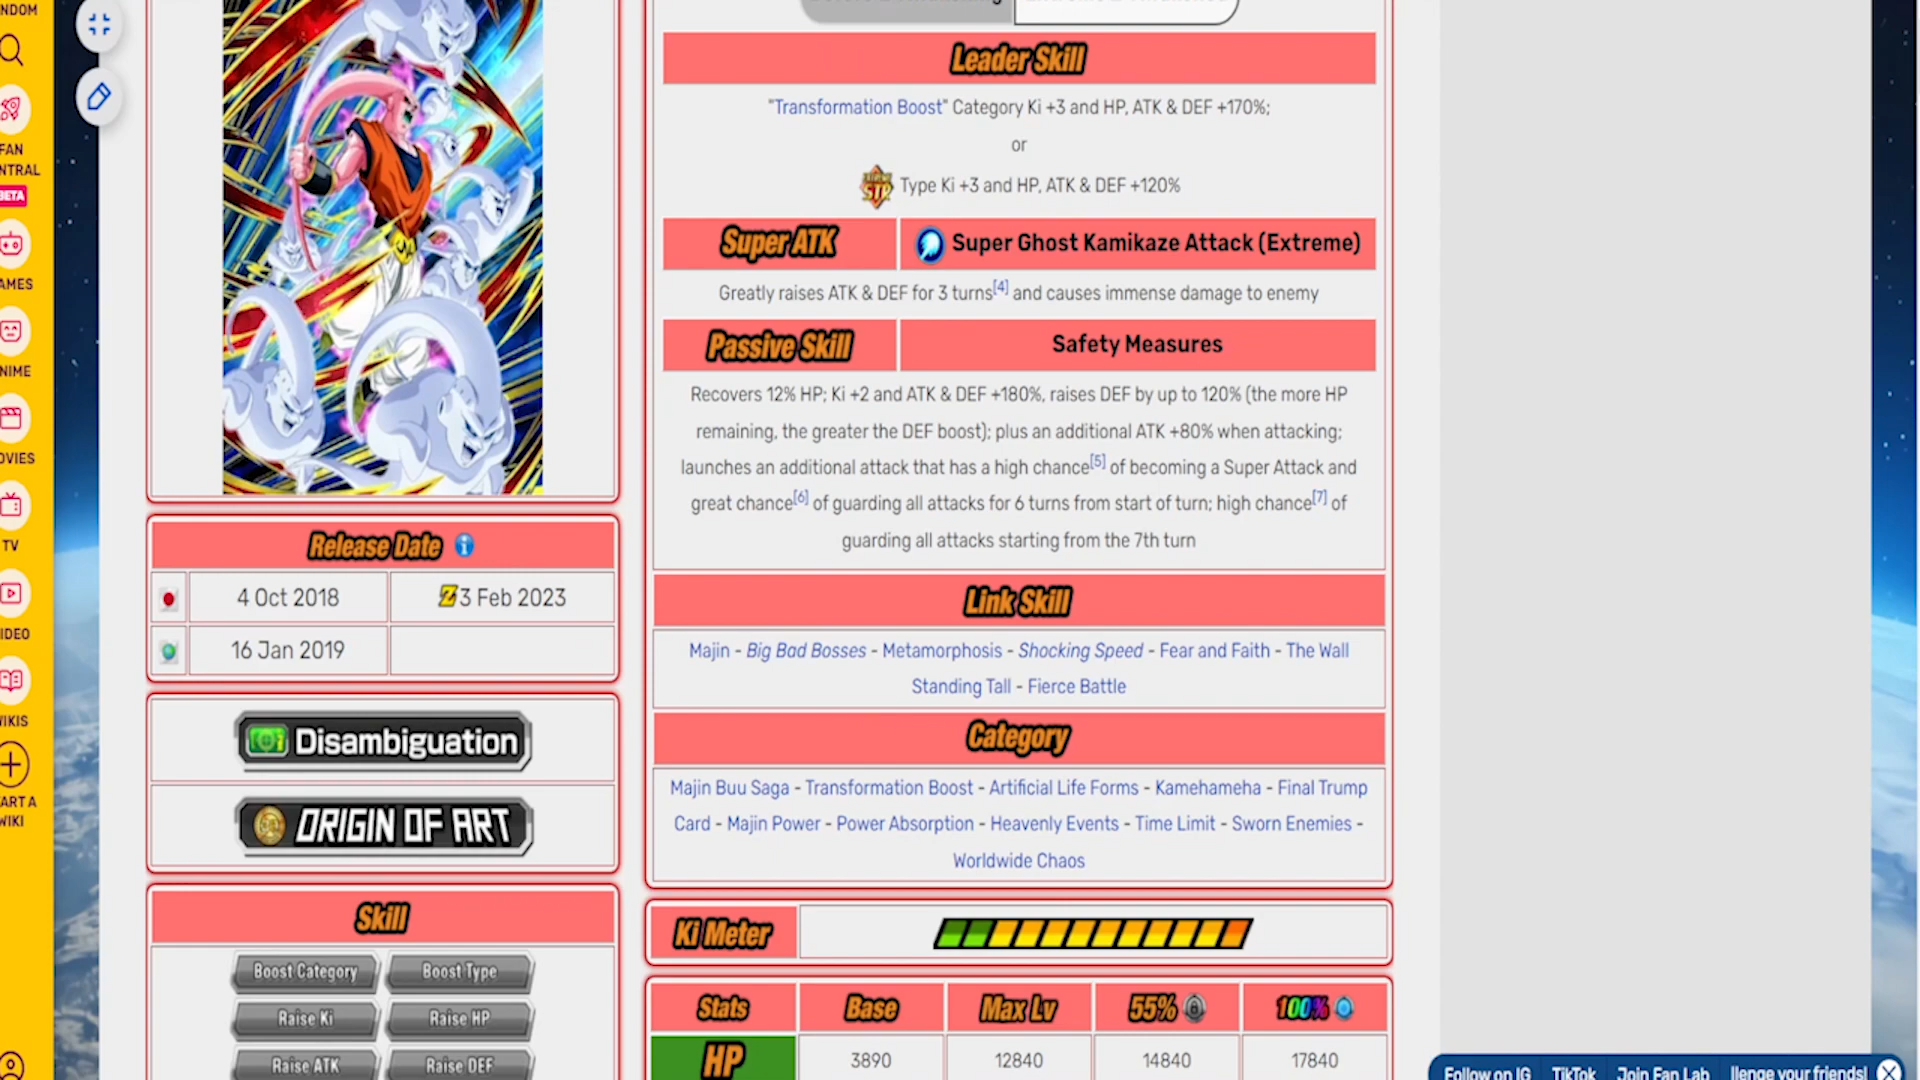 Leader Skill
"Transformation Boost" Category Ki +3 and HP, ATK & DEF +170%;
or
Type Ki +3 and HP, ATK & DEF +120%
Super ATK
Super Ghost Kamikaze Attack (Extreme)
Greatly raises ATK & DEF for 3 turns[4] and causes immense damage to enemy
Passive Skill
Safety Measures
Recovers 12% HP; Ki +2 and ATK & DEF +180%, raises DEF by up to 120% (the more HP
remaining, the greater the DEF boost); plus an additional ATK +80% when attacking;
launches an additional attack that has a high chance[5] of becoming a Super Attack and
great chance[6] of guarding all attacks for 6 turns from start of turn; high chance[7] of
guarding all attacks starting from the 7th turn
Link Skill
Majin - Big Bad Bosses - Metamorphosis - Shocking Speed - Fear and Faith - The Wall
Standing Tall - Fierce Battle
Category
Majin Buu Saga - Transformation Boost - Artificial Life Forms - Kamehameha - Final Trump
Card - Majin Power - Power Absorption - Heavenly Events - Time Limit - Sworn Enemies -
Worldwide Chaos
Ki Meter
Stats Base Max Lv 55% 100%
HP 3890 12840 14840 17840
Release Date
4 Oct 2018 Z 3 Feb 2023
16 Jan 2019
Disambiguation
ORIGIN OF ART
Skill
Boost Category Boost Type
Raise Ki Raise HP
Raise ATK Raise DEF
NDOM
FAN
NTRAL
BETA
AMES
NIME
OVIES
TV
IDEO
WIKIS
ART A
WIKI
Follow on IG TikTok Join Fan Lab llenge your friends!